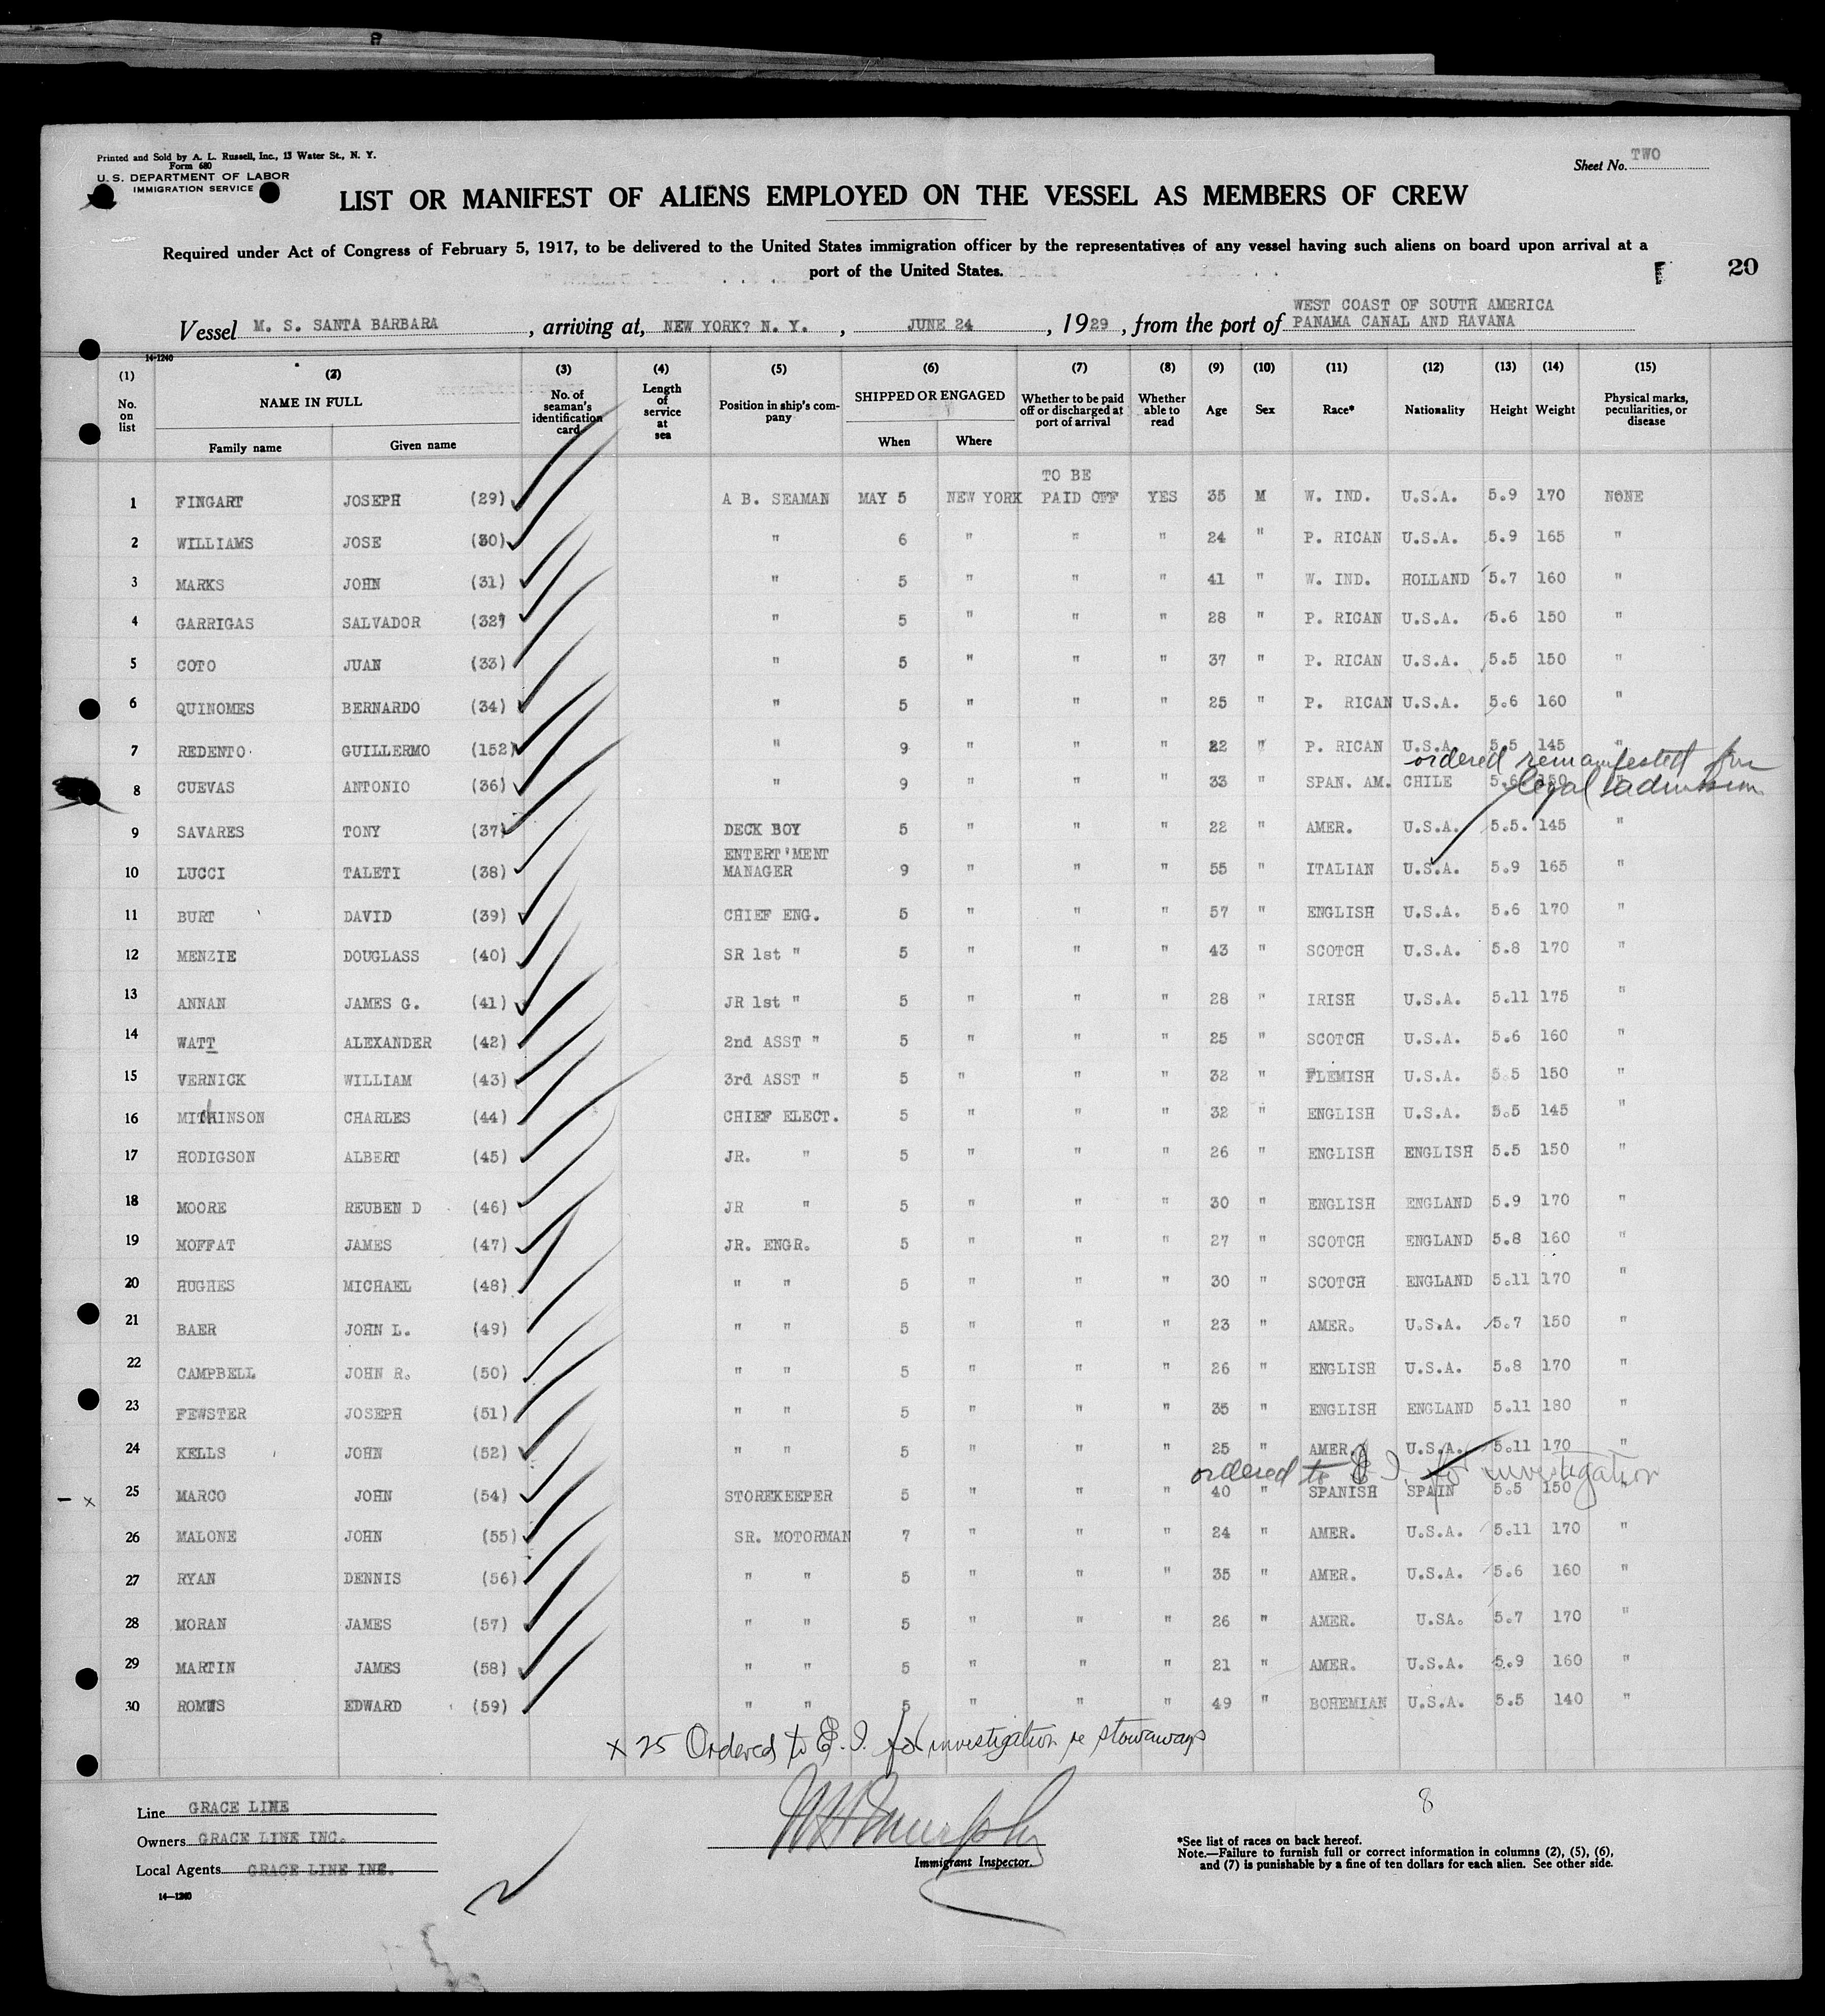 Printed and Sold by A. L. Russell, Inc., 13 Water St., N. Y.
Form 680
U. S. DEPARTMENT OF LABOR
IMMIGRATION SERVICE
Sheet No. TWO
LIST OR MANIFEST OF ALIENS EMPLOYED ON THE VESSEL AS MEMBERS OF CREW
Required under Act of Congress of February 5, 1917, to be delivered to the United States immigration officer by the representatives of any vessel having such aliens on board upon arrival at a
port of the United States.
20
WEST COAST OF SOUTH AMERICA
Vessel M. S. SANTA BARBARA , arriving at, NEW YORK? N. Y. , JUNE 24 , 1929 , from the port of PANAMA CANAL AND HAVANA
14-1240
(1) (2) (3) (4) (5) (6) (7) (8) (9) (10) (11) (12) (13) (14) (15)
No. on list NAME IN FULL Family name Given name No. of seaman's identification card Length of service at sea Position in ship's company SHIPPED OR ENGAGED When Where Whether to be paid off or discharged at port of arrival Whether able to read Age Sex Race* Nationality Height Weight Physical marks, peculiarities, or disease
TO BE
1 FINGART JOSEPH (29) A B. SEAMAN MAY 5 NEW YORK PAID OFF YES 35 M W. IND. U.S.A. 5.9 170 NONE
2 WILLIAMS JOSE (30) " 6 " " " 24 " P. RICAN U.S.A. 5.9 165 "
3 MARKS JOHN (31) " 5 " " " 41 " W. IND. HOLLAND 5.7 160 "
4 GARRIGAS SALVADOR (32) " 5 " " " 28 " P. RICAN U.S.A. 5.6 150 "
5 COTO JUAN (33) " 5 " " " 37 " P. RICAN U.S.A. 5.5 150 "
6 QUINOMES BERNARDO (34) " 5 " " " 25 " P. RICAN U.S.A. 5.6 160 "
7 REDENTO GUILLERMO (152) " 9 " " " 22 " P. RICAN U.S.A. 5.5 145 "
ordered remanifested for
8 CUEVAS ANTONIO (36) " 9 " " " 33 " SPAN. AM. CHILE 5.6 150 "
legal admission
9 SAVARES TONY (37) DECK BOY 5 " " " 22 " AMER. U.S.A. 5.5. 145 "
ENTERT'MENT
10 LUCCI TALETI (38) MANAGER 9 " " " 55 " ITALIAN U.S.A. 5.9 165 "
11 BURT DAVID (39) CHIEF ENG. 5 " " " 57 " ENGLISH U.S.A. 5.6 170 "
12 MENZIE DOUGLASS (40) SR 1st " 5 " " " 43 " SCOTCH U.S.A. 5.8 170 "
13 ANNAN JAMES G. (41) JR 1st " 5 " " " 28 " IRISH U.S.A. 5.11 175 "
14 WATT ALEXANDER (42) 2nd ASST " 5 " " " 25 " SCOTCH U.S.A. 5.6 160 "
15 VERNICK WILLIAM (43) 3rd ASST " 5 " " " 32 " FLEMISH U.S.A. 5.5 150 "
16 CHARLES (44) CHIEF ELECT. 5 " " " 32 " ENGLISH U.S.A. 5.5 145 "
17 HODIGSON ALBERT (45) JR. " 5 " " " 26 " ENGLISH ENGLISH 5.5 150 "
18 MOORE REUBEN D (46) JR " 5 " " " 30 " ENGLISH ENGLAND 5.9 170 "
19 MOFFAT JAMES (47) JR. ENGR. 5 " " " 27 " SCOTCH ENGLAND 5.8 160 "
20 HUGHES MICHAEL (48) " " 5 " " " 30 " SCOTCH ENGLAND 5.11 170 "
21 BAER JOHN L. (49) " " 5 " " " 23 " AMER. U.S.A. 5.7 150 "
22 CAMPBELL JOHN R. (50) " " 5 " " " 26 " ENGLISH U.S.A. 5.8 170 "
23 FEWSTER JOSEPH (51) " " 5 " " " 35 " ENGLISH ENGLAND 5.11 180 "
24 KELLS JOHN (52) " " 5 " " " 25 " AMER. U.S.A. 5.11 170 "
ordered to E. I. for investigation
- x 25 MARCO JOHN (54) STOREKEEPER 5 " " " 40 " SPANISH SPAIN 5.5 150 "
26 MALONE JOHN (55) SR. MOTORMAN 7 " " " 24 " AMER. U.S.A. 5.11 170 "
27 RYAN DENNIS (56) " " 5 " " " 35 " AMER. U.S.A. 5.6 160 "
28 MORAN JAMES (57) " " 5 " " " 26 " AMER. U.SA. 5.7 170 "
29 MARTIN JAMES (58) " " 5 " " " 21 " AMER. U.S.A. 5.9 160 "
30 EDWARD (59) " " 5 " " " 49 " BOHEMIAN U.S.A. 5.5 140 "
x 25 Ordered to E. I. for investigation re stowaways
Line GRACE LINE
Owners GRACE LINE INC.
Local Agents GRACE LINE INC.
14-1240
Immigrant Inspector.
8
*See list of races on back hereof.
Note.—Failure to furnish full or correct information in columns (2), (5), (6),
and (7) is punishable by a fine of ten dollars for each alien. See other side.